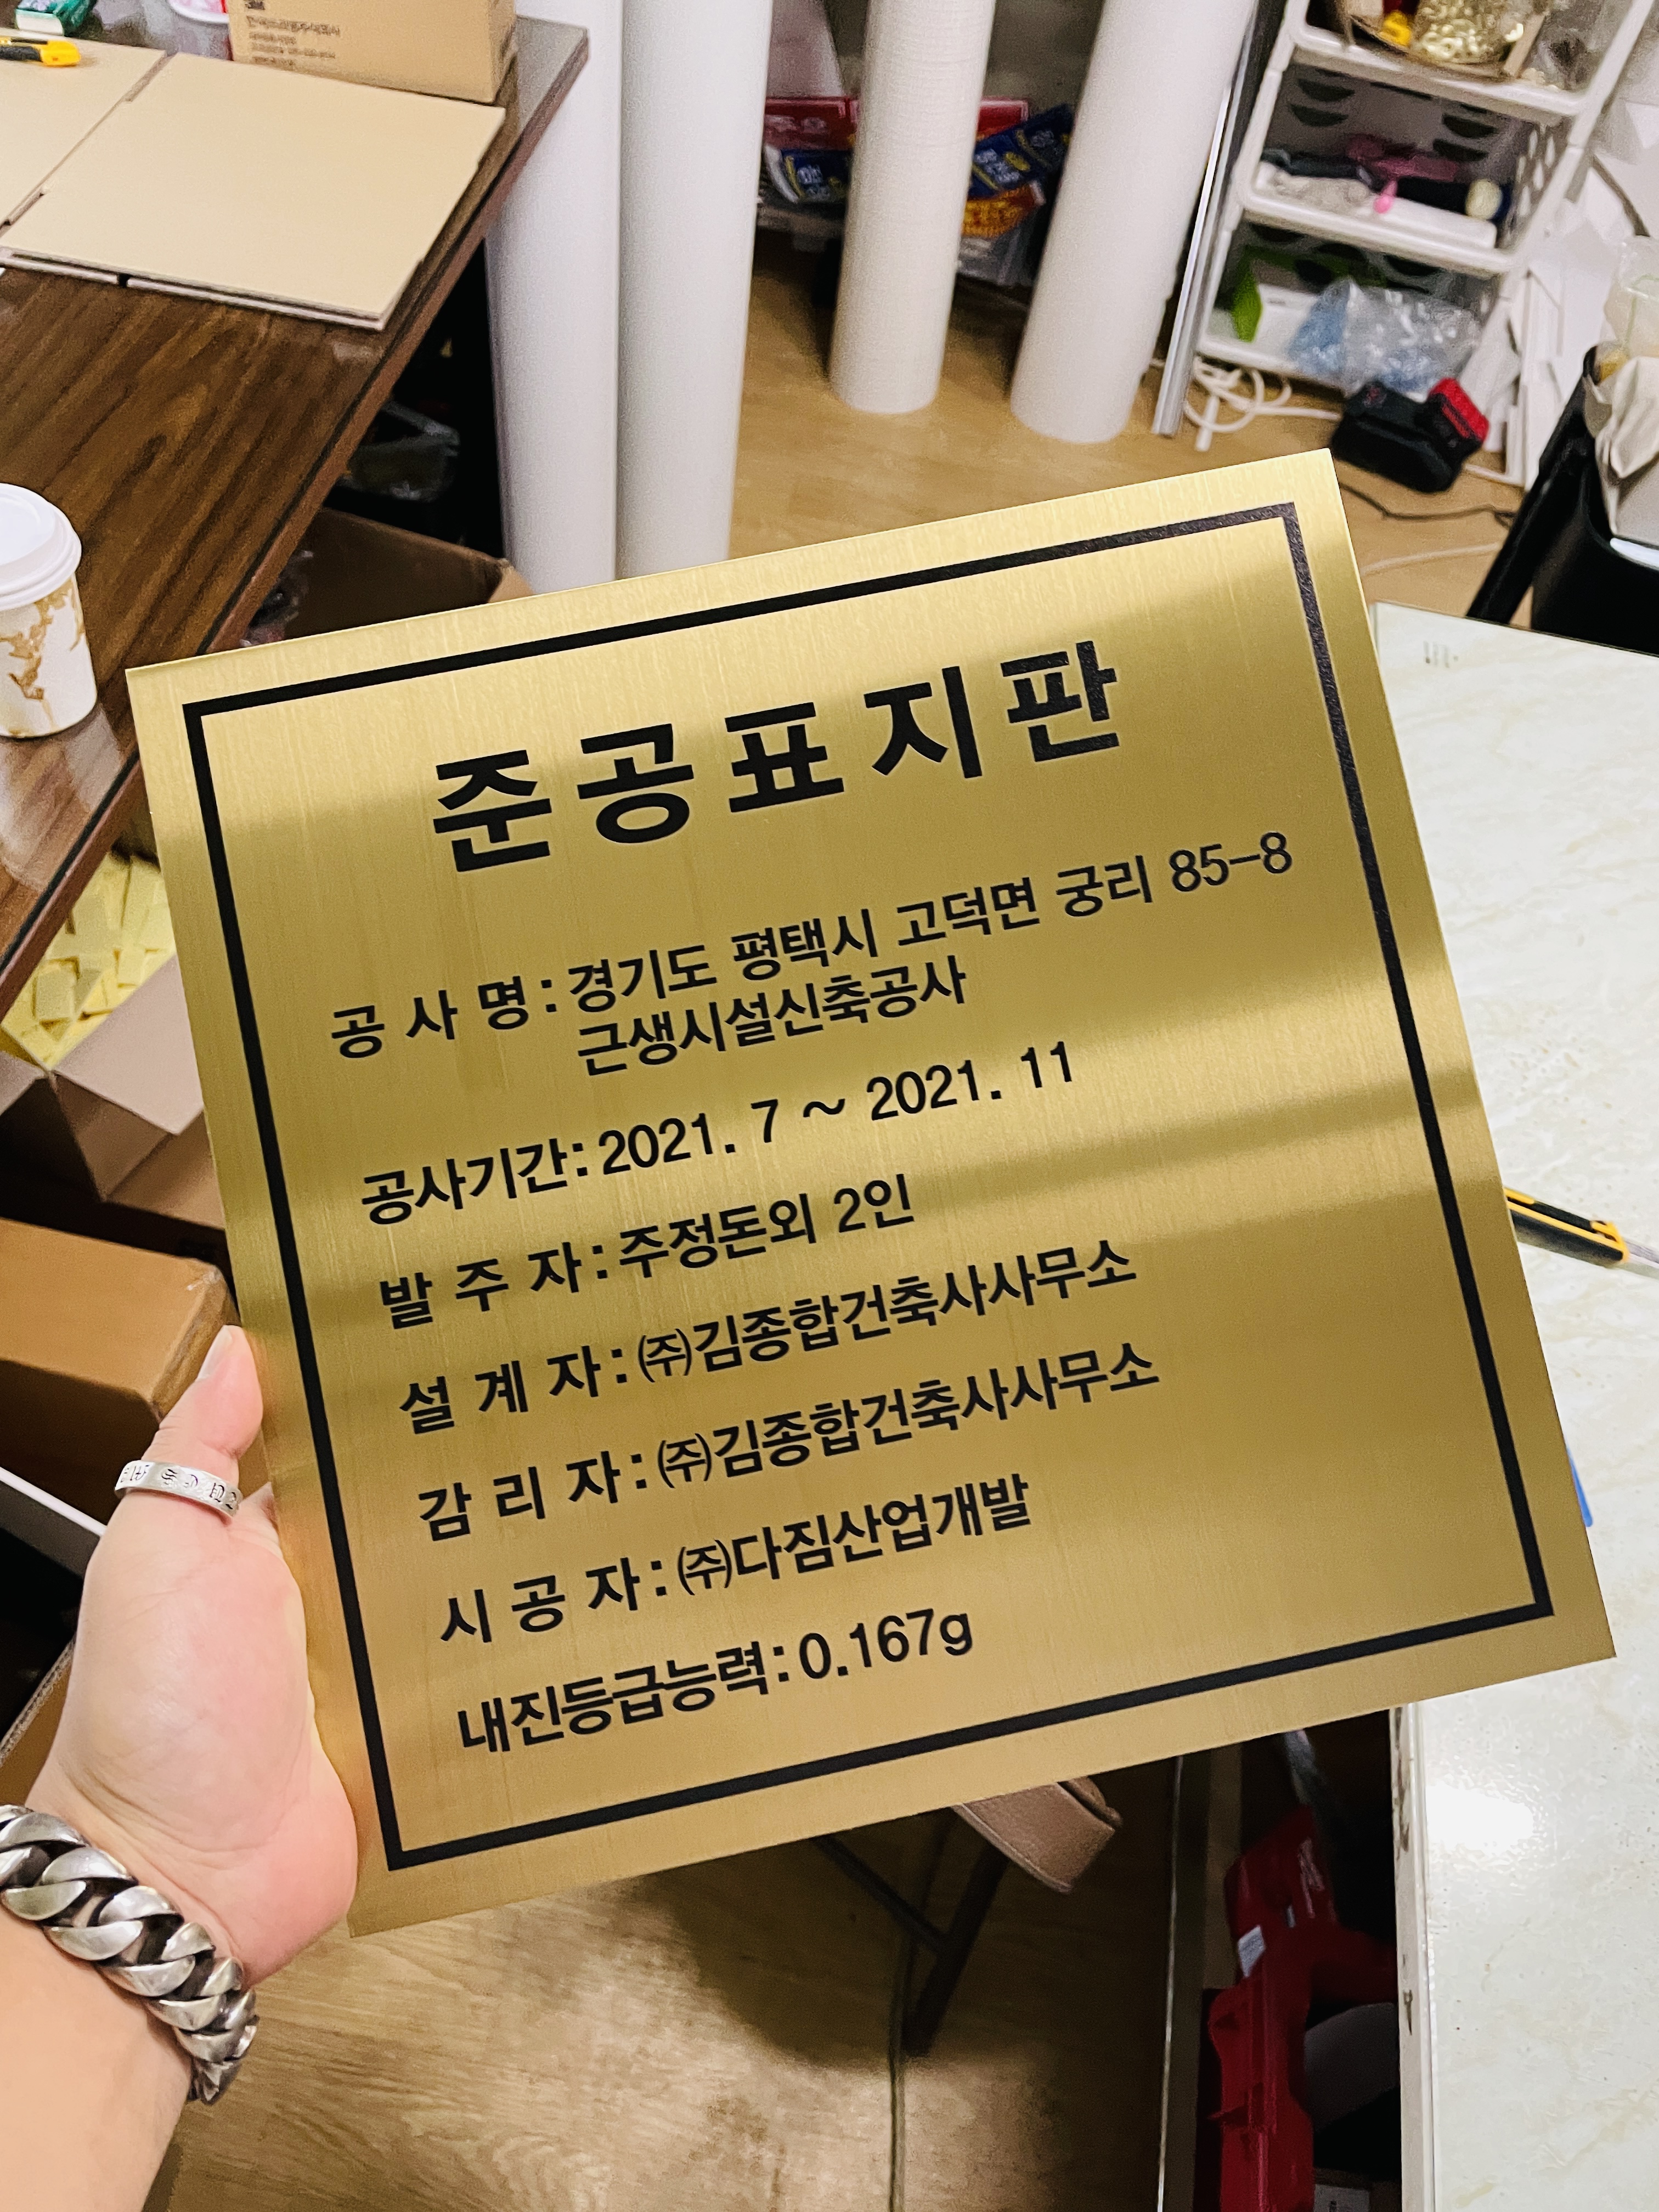 준공표지판
공 사 명 : 경기도 평택시 고덕면 궁리 85-8
근생시설신축공사
공사기간 : 2021. 7 ~ 2021. 11
발 주 자 : 주정돈외 2인
설 계 자 : ㈜김종합건축사사무소
감 리 자 : ㈜김종합건축사사무소
시 공 자 : ㈜다짐산업개발
내진등급능력 : 0.167g